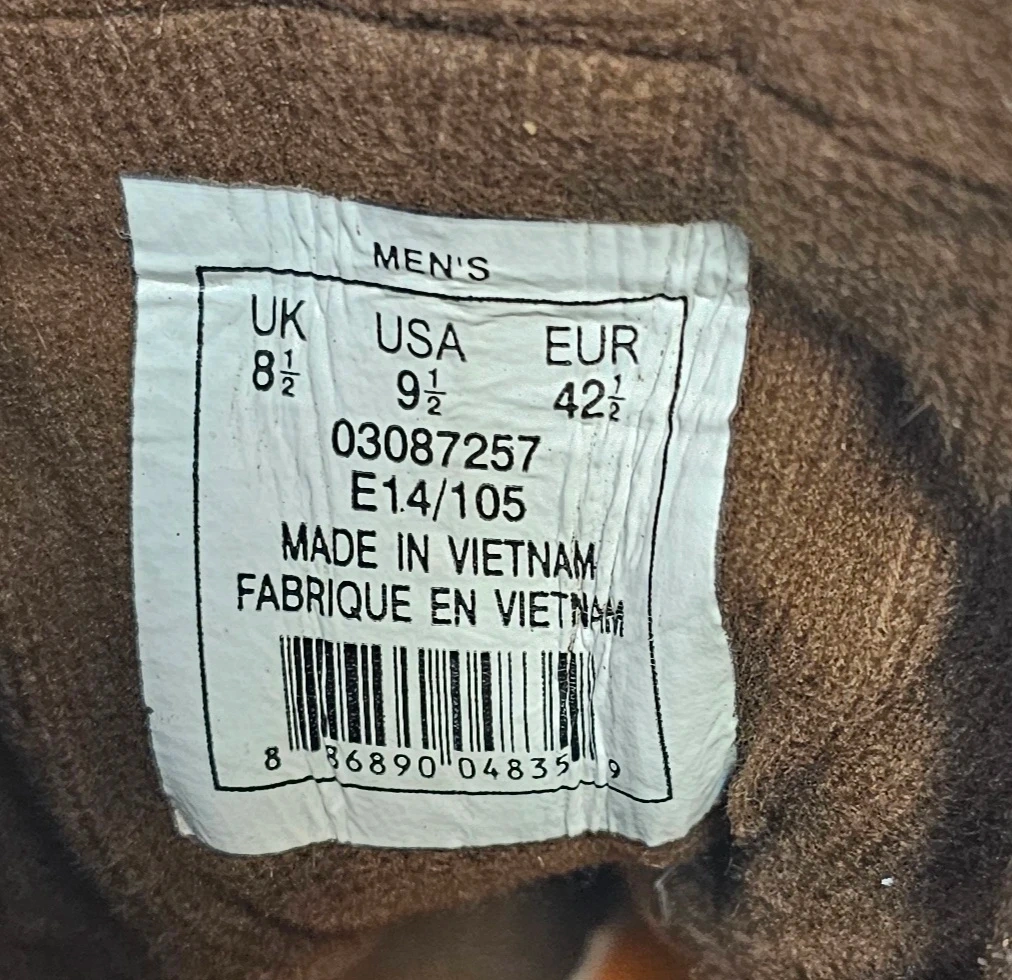 MEN'S
UK USA EUR
8½ 9½ 42½
03087257
E14/105
MADE IN VIETNAM
FABRIQUE EN VIETNAM
8 86890 04835 9